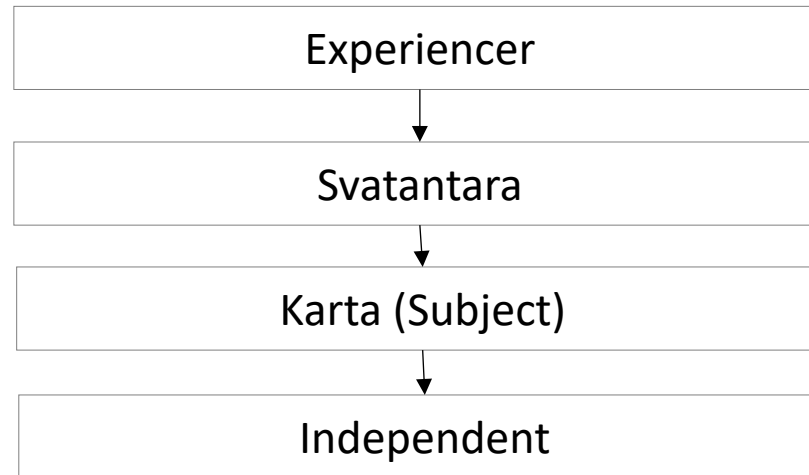 Experiencer
Svatantara
Karta (Subject)
Independent